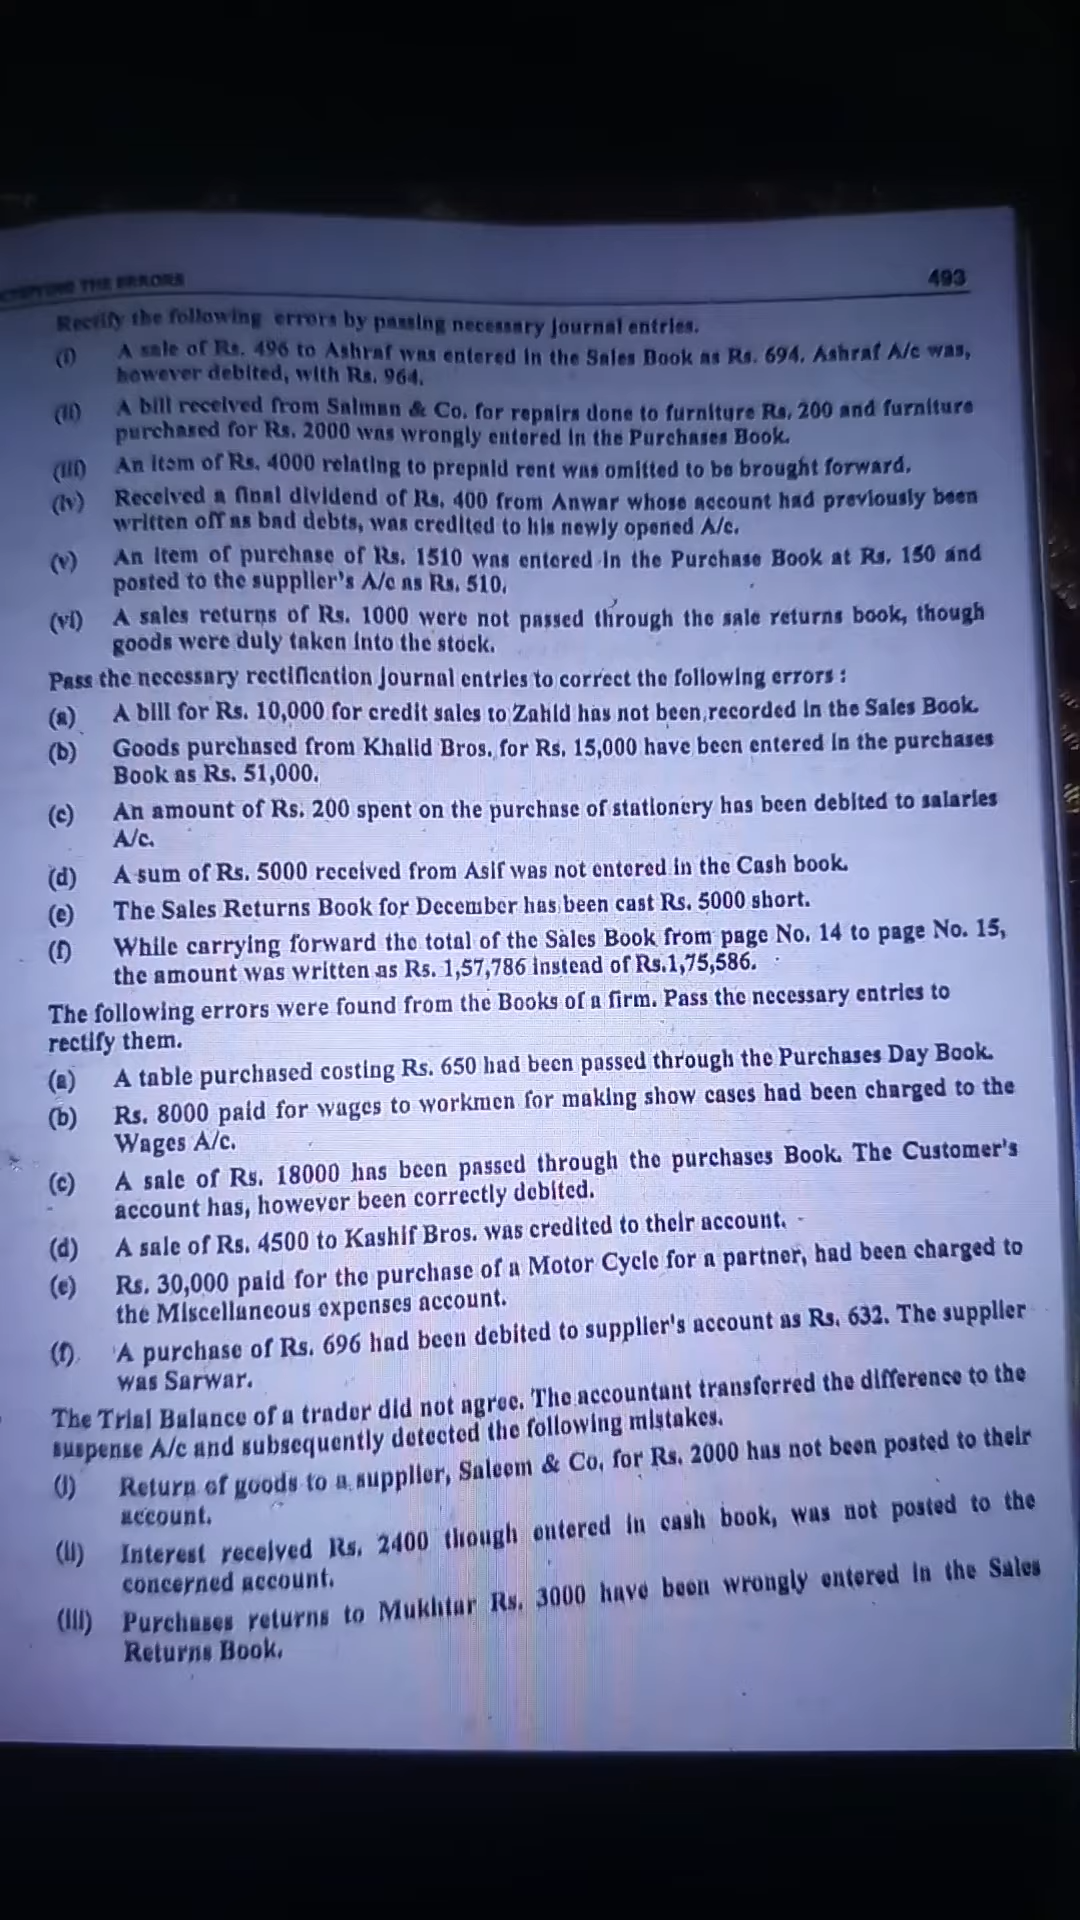 THE ERRORS
493
Rectify the following errors by passing necessary journal entries.
(i) A sale of Rs. 496 to Ashraf was entered in the Sales Book as Rs. 694. Ashraf A/c was,
however debited, with Rs. 964.
(ii) A bill received from Salman & Co. for repairs done to furniture Rs. 200 and furniture
purchased for Rs. 2000 was wrongly entered in the Purchases Book.
(iii) An item of Rs. 4000 relating to prepaid rent was omitted to be brought forward.
(iv) Received a final dividend of Rs. 400 from Anwar whose account had previously been
written off as bad debts, was credited to his newly opened A/c.
(v) An item of purchase of Rs. 1510 was entered in the Purchase Book at Rs. 150 and
posted to the supplier's A/c as Rs. 510.
(vi) A sales returns of Rs. 1000 were not passed through the sale returns book, though
goods were duly taken into the stock.
Pass the necessary rectification journal entries to correct the following errors :
(a) A bill for Rs. 10,000 for credit sales to Zahid has not been recorded in the Sales Book.
(b) Goods purchased from Khalid Bros. for Rs. 15,000 have been entered in the purchases
Book as Rs. 51,000.
(c) An amount of Rs. 200 spent on the purchase of stationery has been debited to salaries
A/c.
(d) A sum of Rs. 5000 received from Asif was not entered in the Cash book.
(e) The Sales Returns Book for December has been cast Rs. 5000 short.
(f) While carrying forward the total of the Sales Book from page No. 14 to page No. 15,
the amount was written as Rs. 1,57,786 instead of Rs.1,75,586.
The following errors were found from the Books of a firm. Pass the necessary entries to
rectify them.
(a) A table purchased costing Rs. 650 had been passed through the Purchases Day Book.
(b) Rs. 8000 paid for wages to workmen for making show cases had been charged to the
Wages A/c.
(c) A sale of Rs. 18000 has been passed through the purchases Book. The Customer's
account has, however been correctly debited.
(d) A sale of Rs. 4500 to Kashif Bros. was credited to their account.
(e) Rs. 30,000 paid for the purchase of a Motor Cycle for a partner, had been charged to
the Miscellaneous expenses account.
(f). A purchase of Rs. 696 had been debited to supplier's account as Rs. 632. The supplier
was Sarwar.
The Trial Balance of a trader did not agree. The accountant transferred the difference to the
suspense A/c and subsequently detected the following mistakes.
(i) Return of goods to a supplier, Saleem & Co. for Rs. 2000 has not been posted to their
account.
(ii) Interest received Rs. 2400 though entered in cash book, was not posted to the
concerned account.
(iii) Purchases returns to Mukhtar Rs. 3000 have been wrongly entered in the Sales
Returns Book.